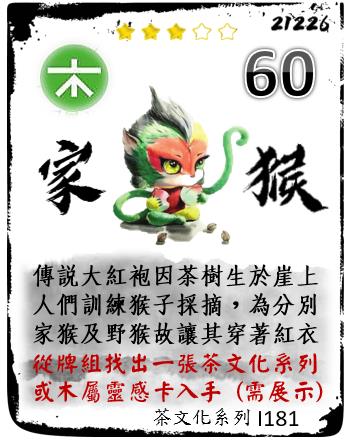 21226
木
60
家猴
傳説大紅袍因茶樹生於崖上
人們訓練猴子採摘，為分別
家猴及野猴故讓其穿著紅衣
從牌組找出一張茶文化系列
或木屬靈感卡入手 (需展示)
茶文化系列 I181